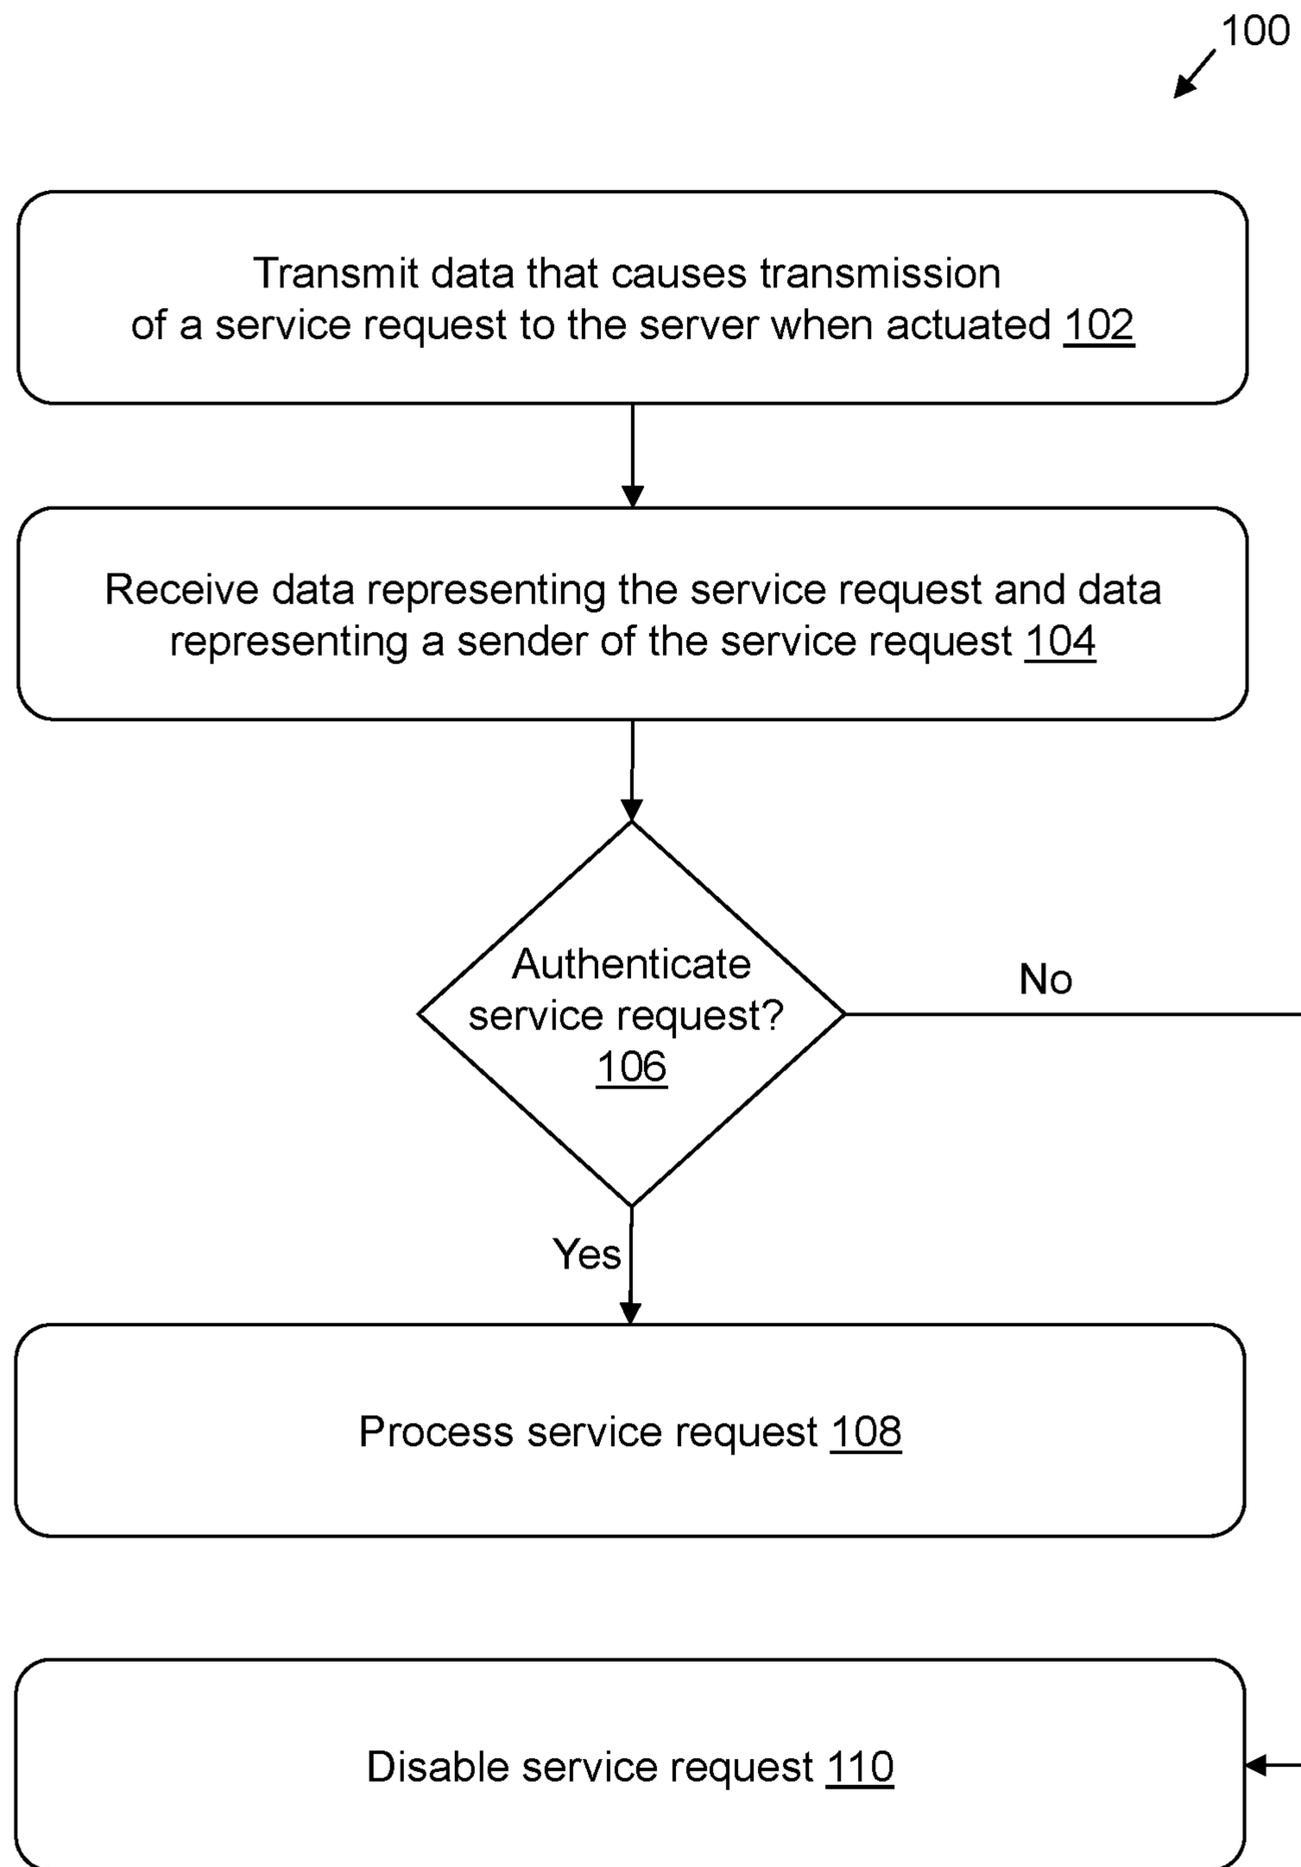 100
Transmit data that causes transmission
of a service request to the server when actuated 102
Receive data representing the service request and data
representing a sender of the service request 104
Authenticate
service request?
106
No
Yes
Process service request 108
Disable service request 110